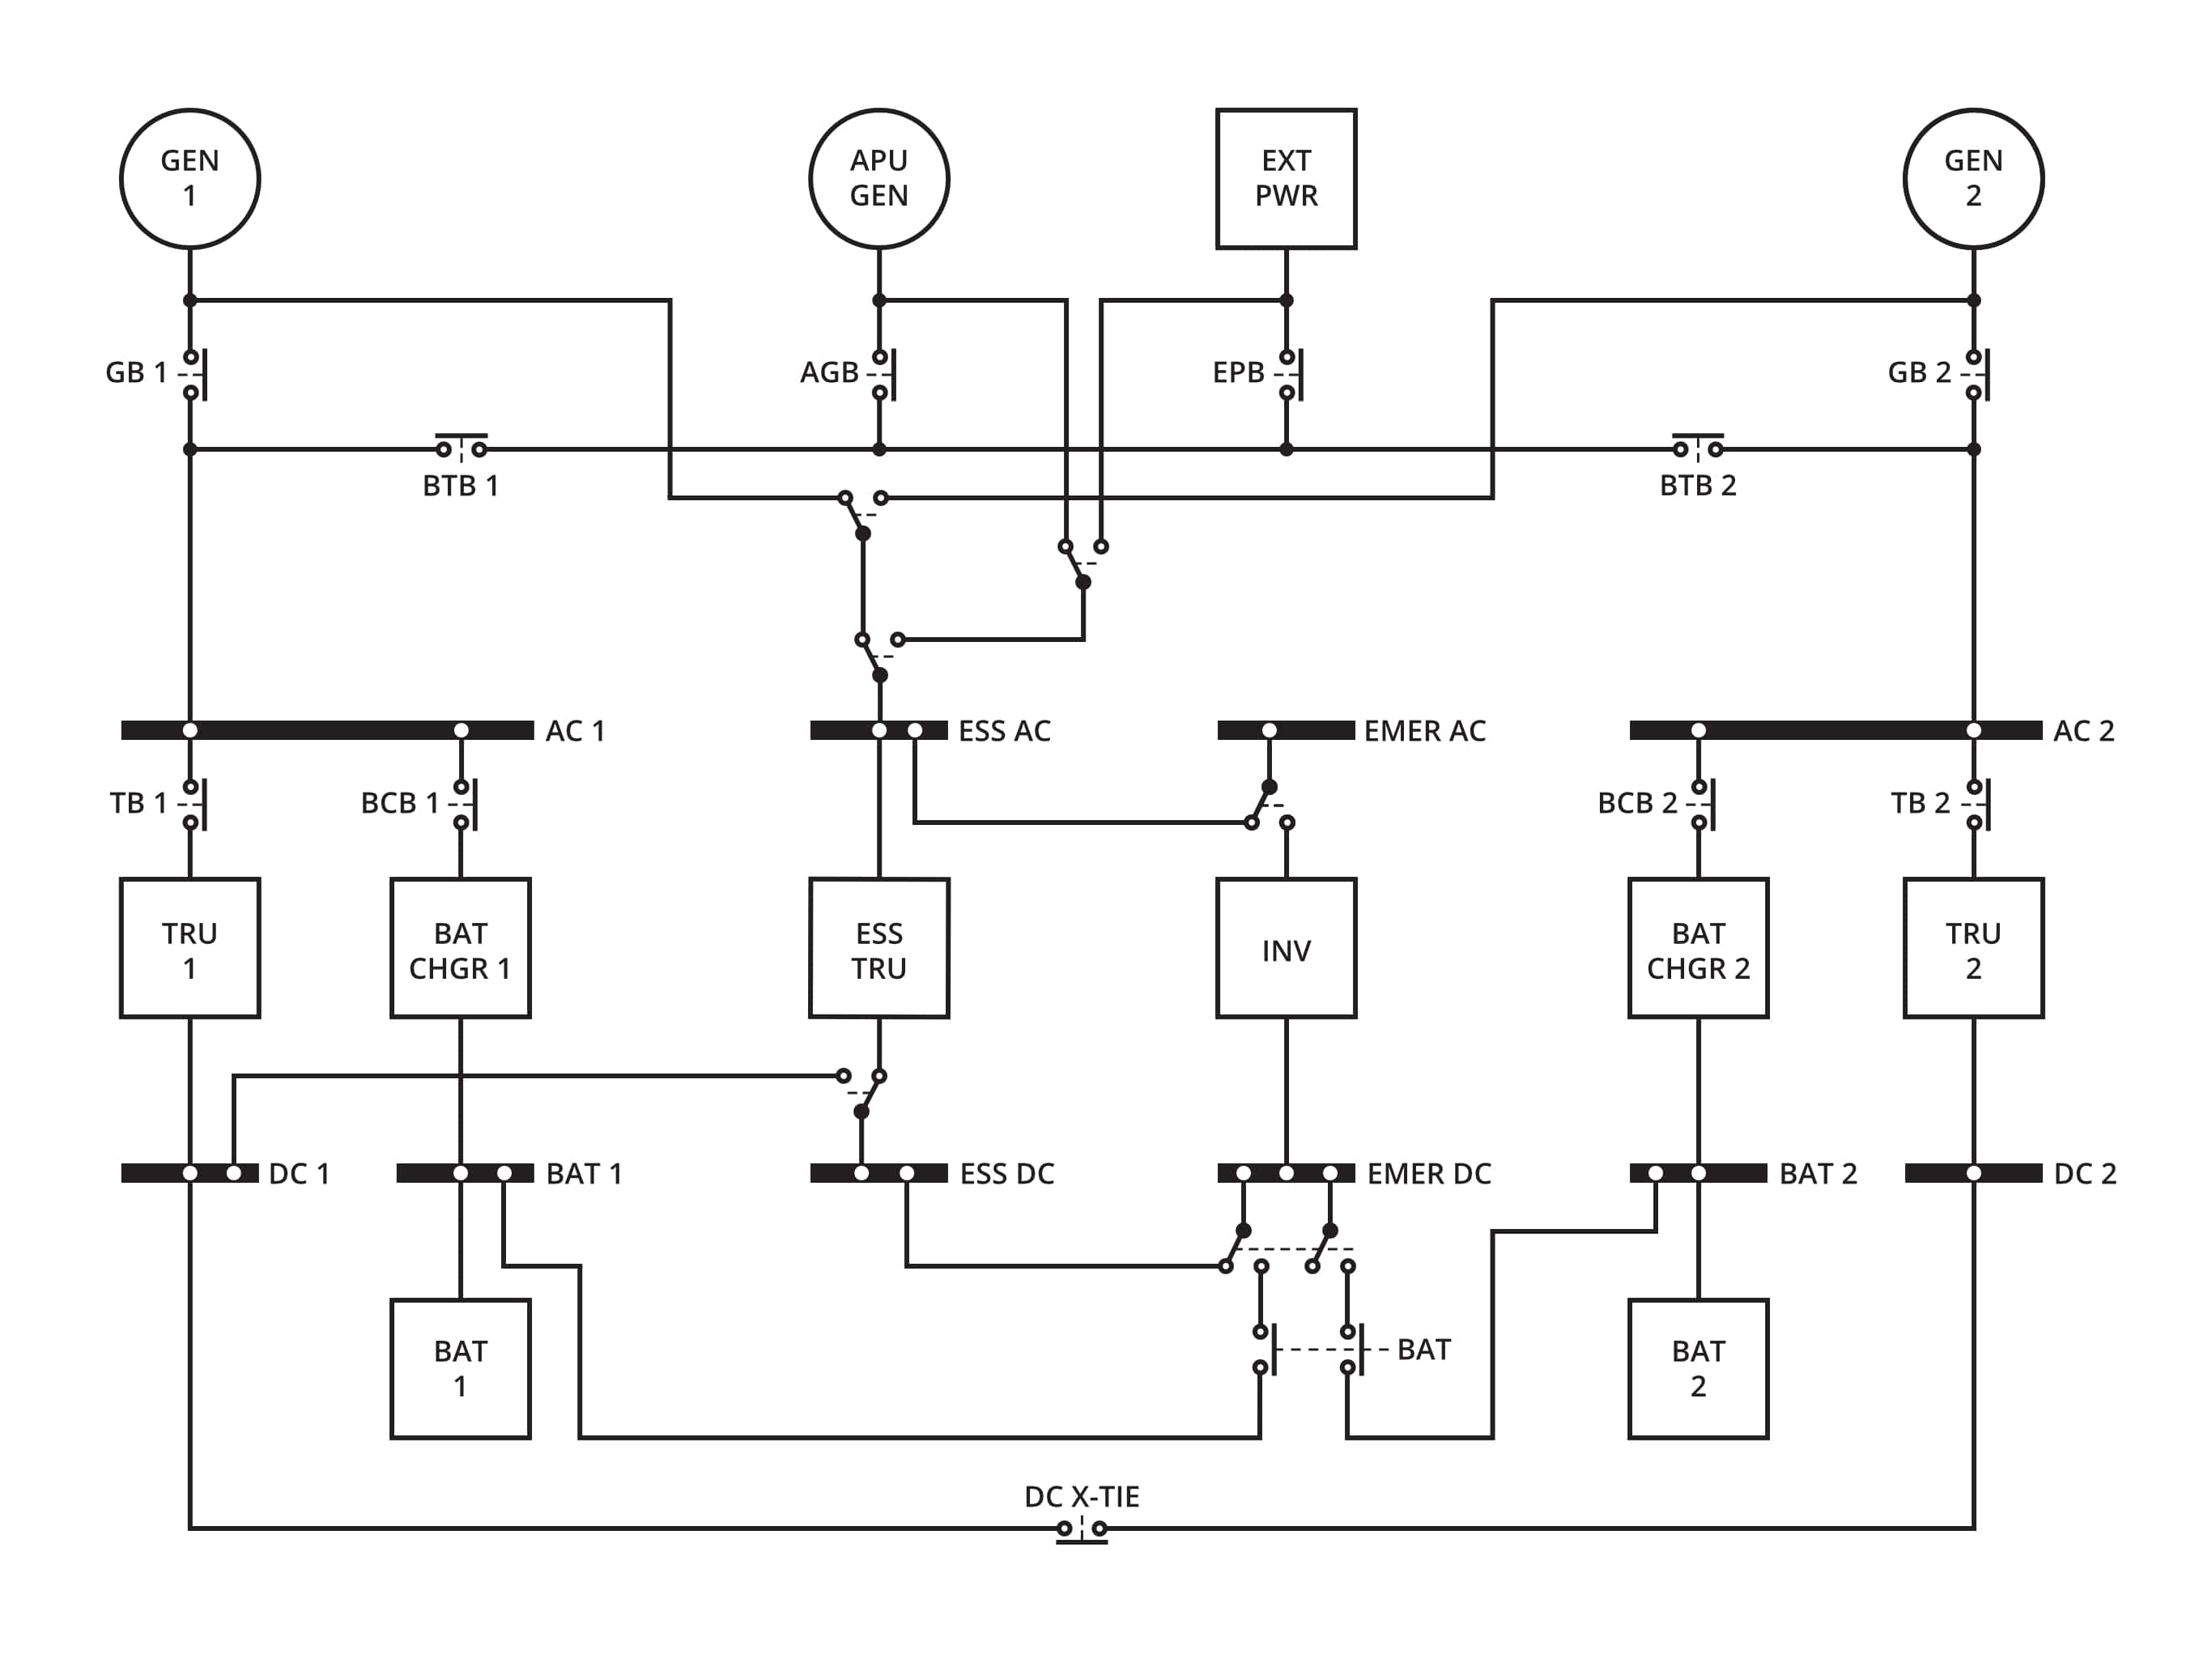 GEN
1
APU
GEN
EXT
PWR
GEN
2
GB 1
AGB
EPB
GB 2
BTB 1
BTB 2
AC 1
ESS AC
EMER AC
AC 2
TB 1
BCB 1
BCB 2
TB 2
TRU
1
BAT
CHGR 1
ESS
TRU
INV
BAT
CHGR 2
TRU
2
DC 1
BAT 1
ESS DC
EMER DC
BAT 2
DC 2
BAT
1
BAT
BAT
2
DC X-TIE